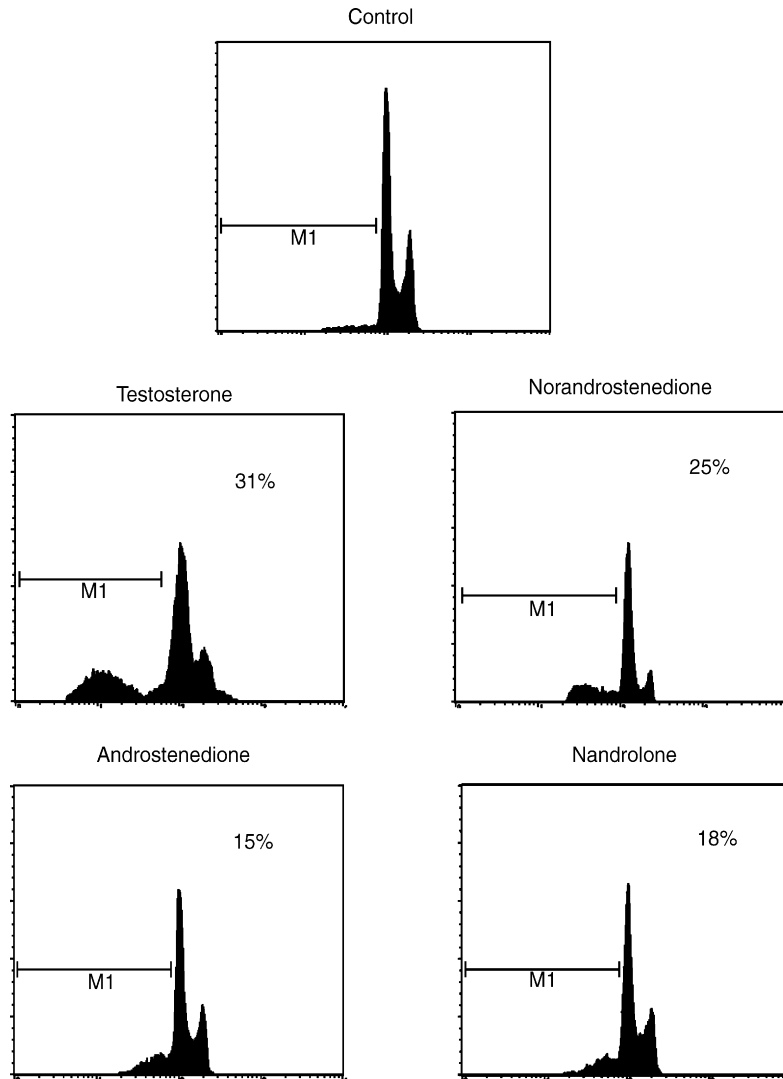 Control
M1
Testosterone
31%
M1
Norandrostenedione
25%
M1
Androstenedione
15%
M1
Nandrolone
18%
M1